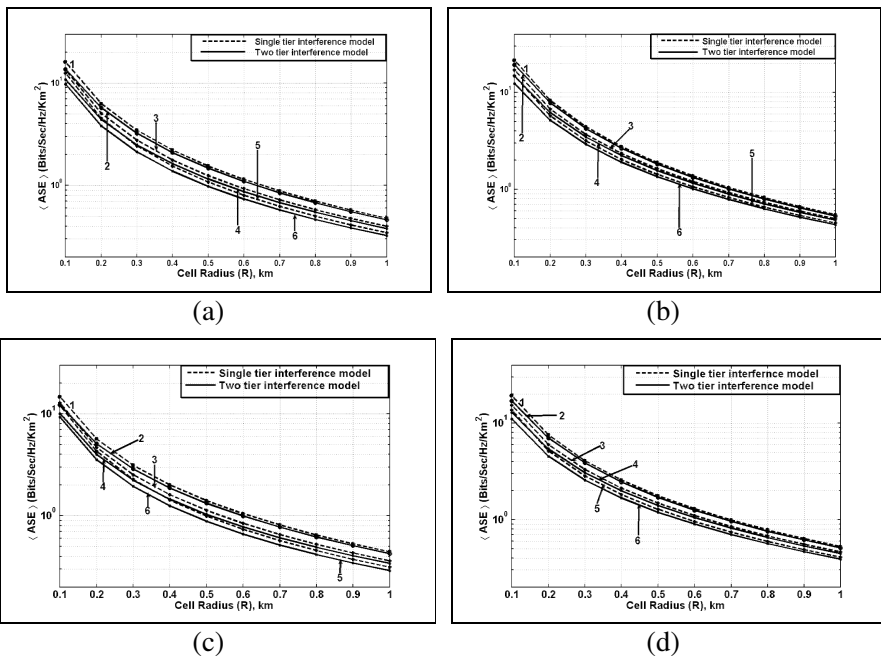 Single tier interference model
Two tier interference model
⟨ ASE ⟩ (Bits/Sec/Hz/Km²)
10¹
10⁰
1
2
3
4
5
6
0.1 0.2 0.3 0.4 0.5 0.6 0.7 0.8 0.9 1
Cell Radius (R), km
(a)
Single tier interference model
Two tier interference model
⟨ ASE ⟩ (Bits/Sec/Hz/Km²)
10¹
10⁰
1
2
3
4
5
6
0.1 0.2 0.3 0.4 0.5 0.6 0.7 0.8 0.9 1
Cell Radius (R), km
(b)
Single tier interfernce model
Two tier interference model
⟨ ASE ⟩ (Bits/Sec/Hz/Km²)
10¹
10⁰
1
2
3
4
5
6
0.1 0.2 0.3 0.4 0.5 0.6 0.7 0.8 0.9 1
Cell Radius (R), km
(c)
Single tier interfernce model
Two tier interference model
⟨ ASE ⟩ (Bits/Sec/Hz/Km²)
10¹
10⁰
1
2
3
4
5
6
0.1 0.2 0.3 0.4 0.5 0.6 0.7 0.8 0.9 1
Cell Radius (R), km
(d)